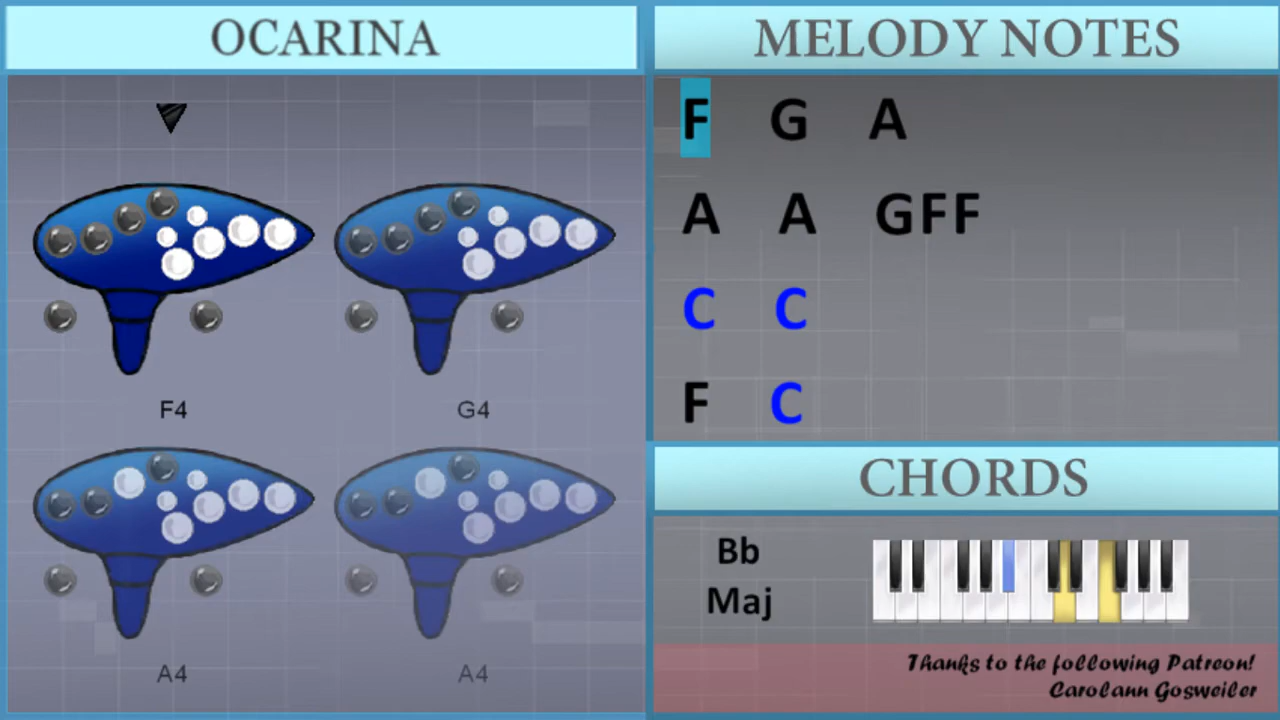 OCARINA
F4 G4
A4 A4
MELODY NOTES
F G A
A A GFF
C C
F C
CHORDS
Bb
Maj
Thanks to the following Patreon!
Carolann Gosweiler